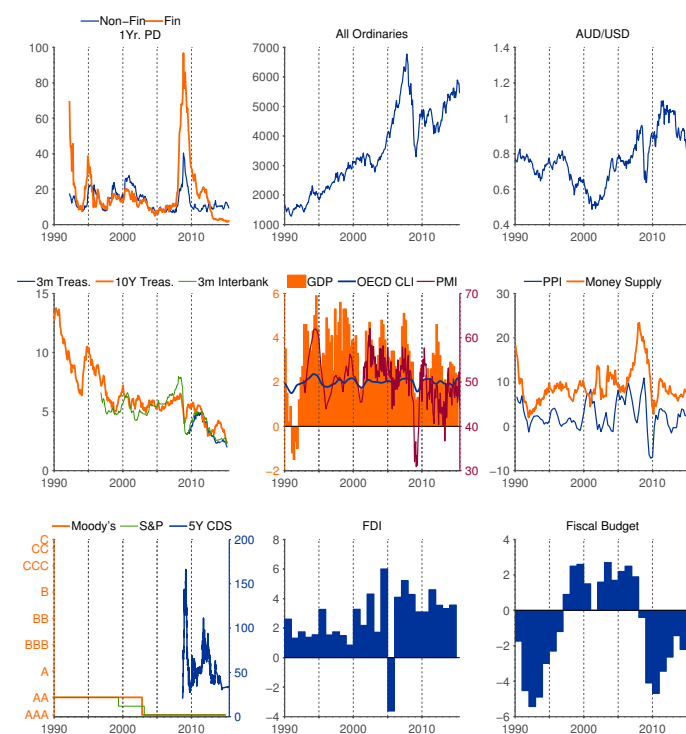 Non−Fin Fin
1Yr. PD
100
80
60
40
20
0
1990 2000 2010
All Ordinaries
7000
6000
5000
4000
3000
2000
1000
1990 2000 2010
AUD/USD
1.4
1.2
1
0.8
0.6
0.4
1990 2000 2010
3m Treas. 10Y Treas. 3m Interbank
15
10
5
0
1990 2000 2010
GDP OECD CLI PMI
6 70
4 60
2 50
0 40
−2 30
1990 2000 2010
PPI Money Supply
30
20
10
0
−10
1990 2000 2010
Moody's S&P 5Y CDS
C 200
CC
CCC
B 150
BB 100
BBB
A 50
AA
AAA 0
1990 2000 2010
FDI
8
6
4
2
0
−2
−4
1990 2000 2010
Fiscal Budget
4
2
0
−2
−4
−6
1990 2000 2010